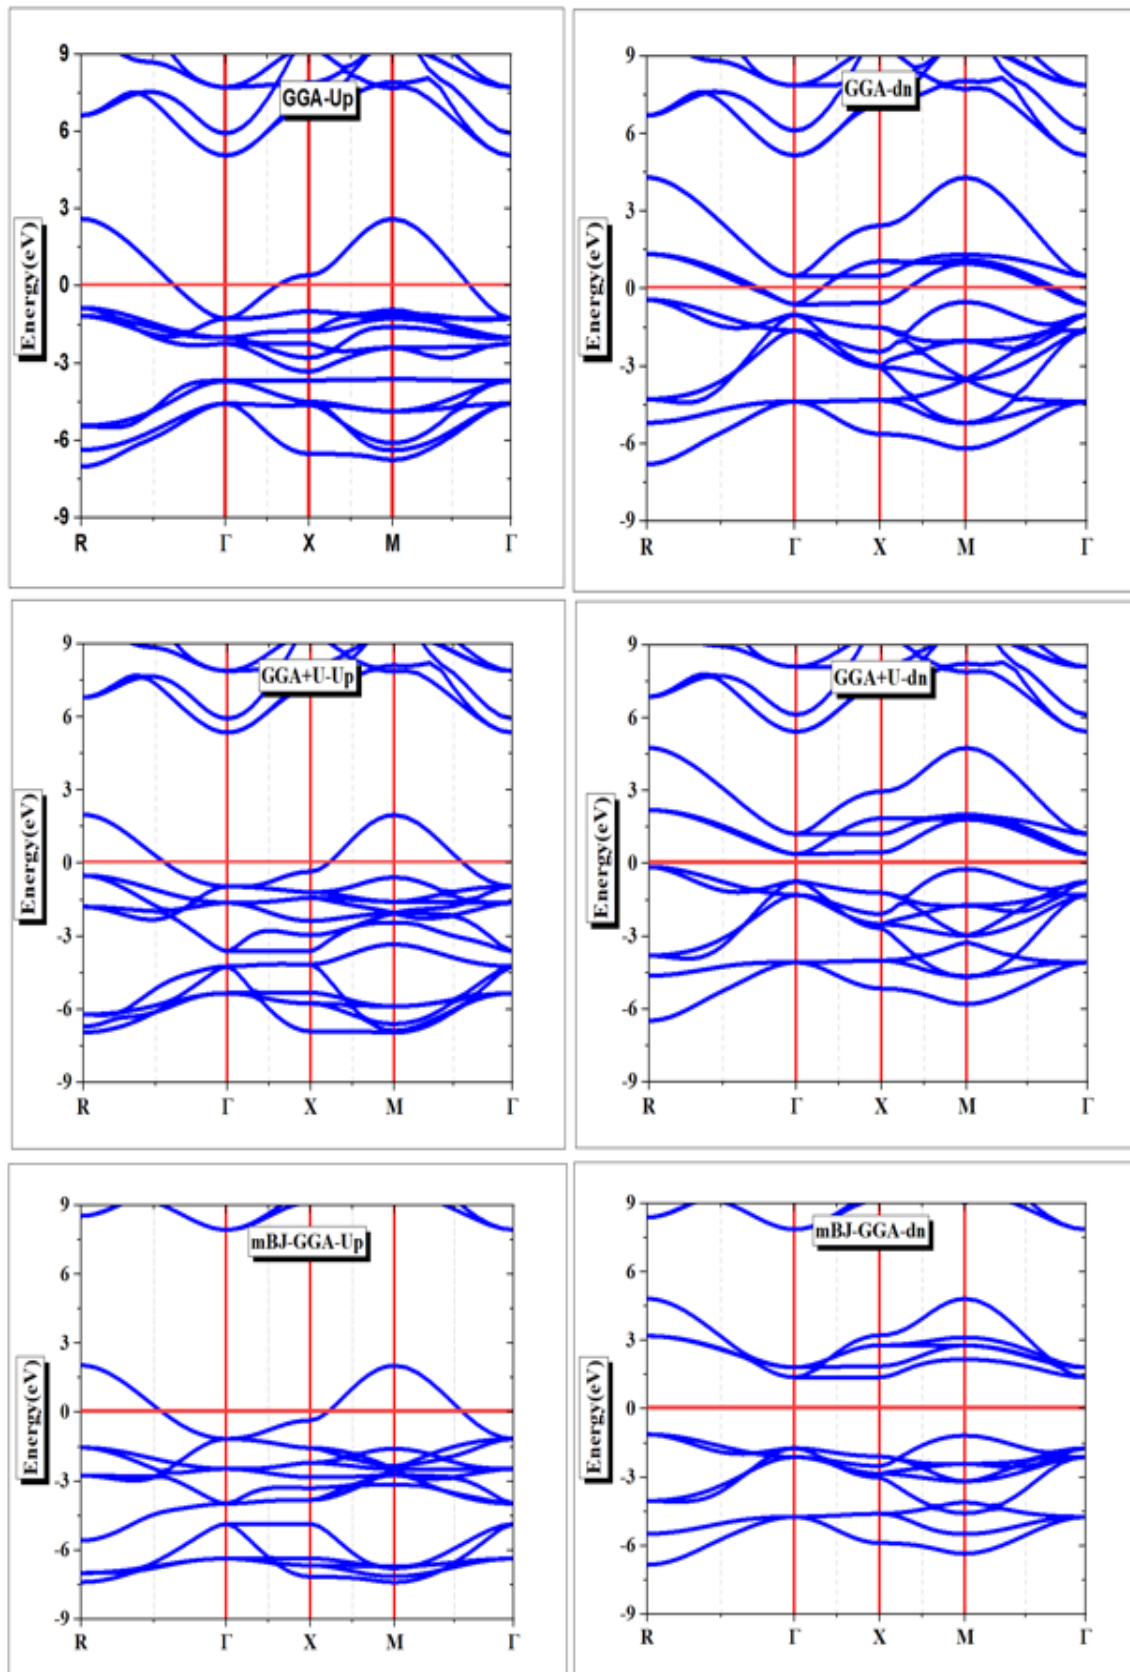 GGA-Up
Energy(eV)
9
6
3
0
-3
-6
-9
R Γ X M Γ
GGA-dn
Energy(eV)
9
6
3
0
-3
-6
-9
R Γ X M Γ
GGA+U-Up
Energy(eV)
9
6
3
0
-3
-6
-9
R Γ X M Γ
GGA+U-dn
Energy(eV)
9
6
3
0
-3
-6
-9
R Γ X M Γ
mBJ-GGA-Up
Energy(eV)
9
6
3
0
-3
-6
-9
R Γ X M Γ
mBJ-GGA-dn
Energy(eV)
9
6
3
0
-3
-6
-9
R Γ X M Γ